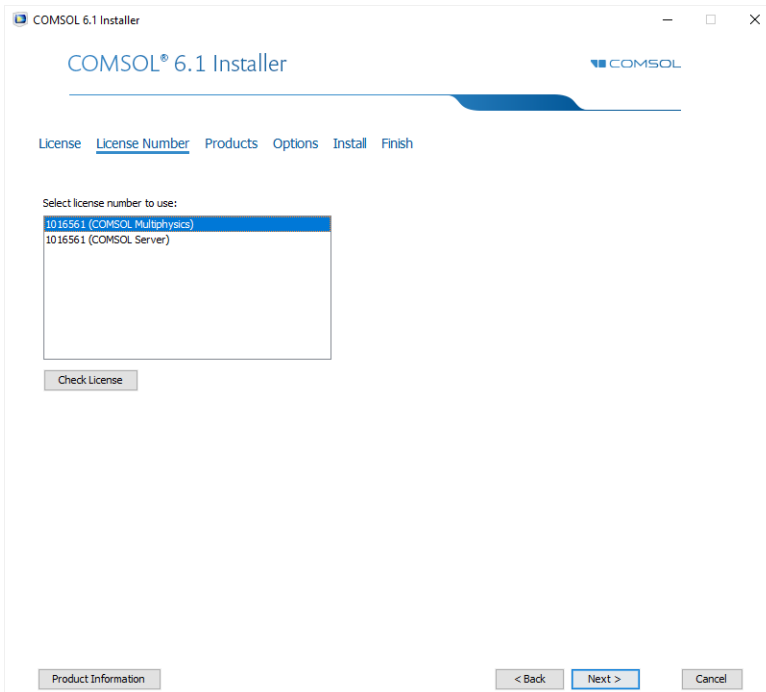 COMSOL 6.1 Installer
COMSOL® 6.1 Installer
COMSOL
License License Number Products Options Install Finish
Select license number to use:
1016561 (COMSOL Multiphysics)
1016561 (COMSOL Server)
Check License
Product Information < Back Next > Cancel